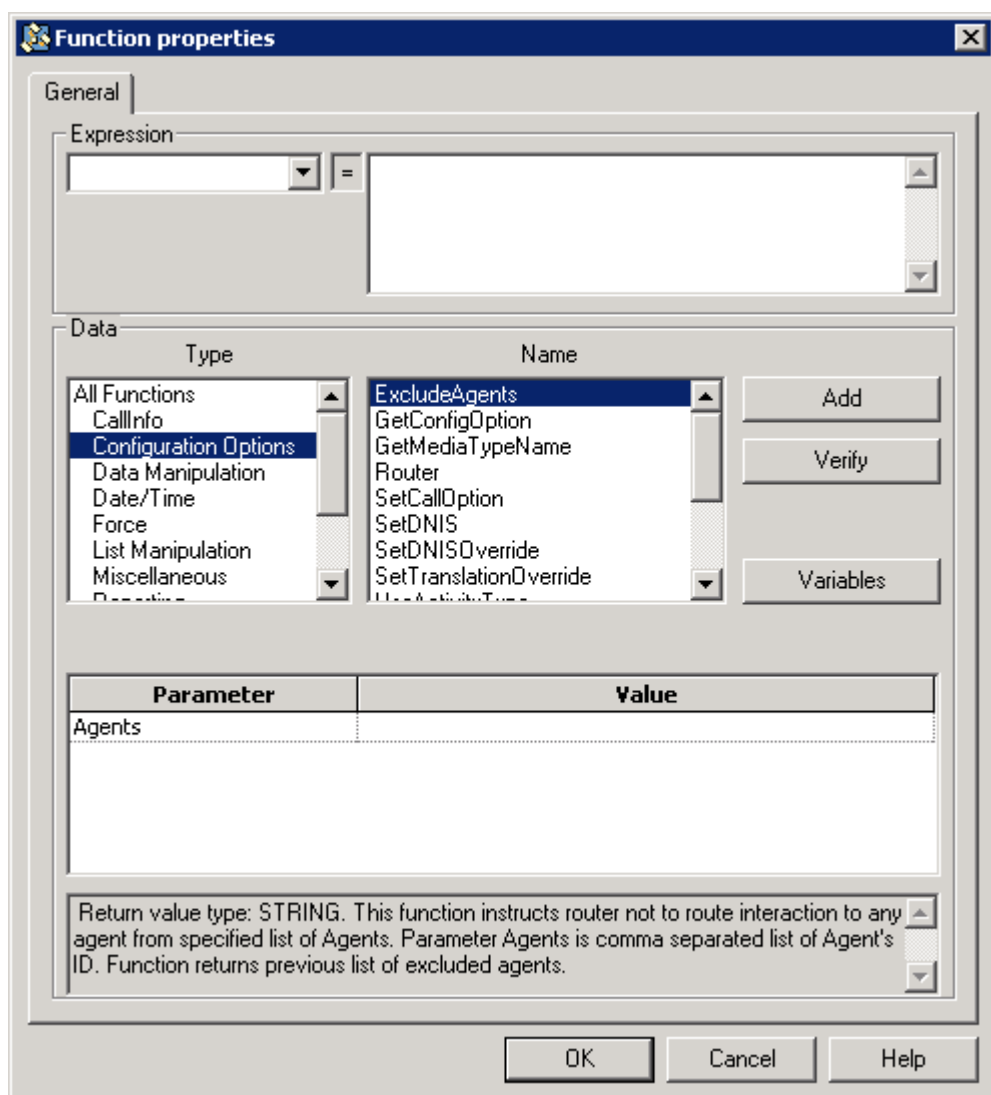 Function properties
General
Expression
=
Data
Type
Name
All Functions
CallInfo
Configuration Options
Data Manipulation
Date/Time
Force
List Manipulation
Miscellaneous
ExcludeAgents
GetConfigOption
GetMediaTypeName
Router
SetCallOption
SetDNIS
SetDNISOverride
SetTranslationOverride
Add
Verify
Variables
Parameter Value
Agents
Return value type: STRING. This function instructs router not to route interaction to any
agent from specified list of Agents. Parameter Agents is comma separated list of Agent's
ID. Function returns previous list of excluded agents.
OK Cancel Help